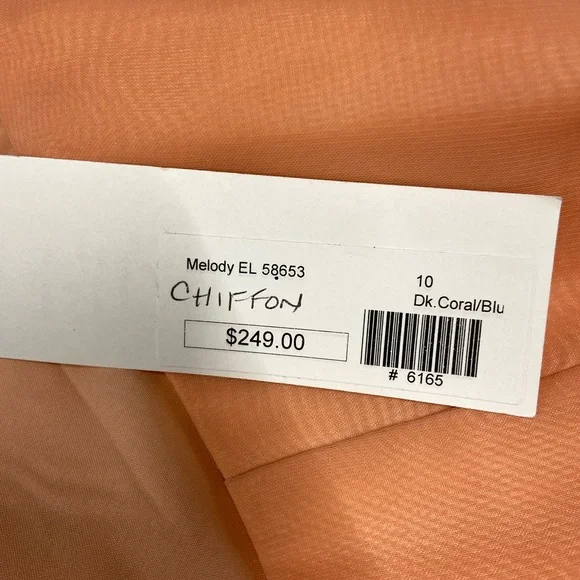 Melody EL 58653
10
CHIFFON
Dk.Coral/Blu
$249.00
# 6165